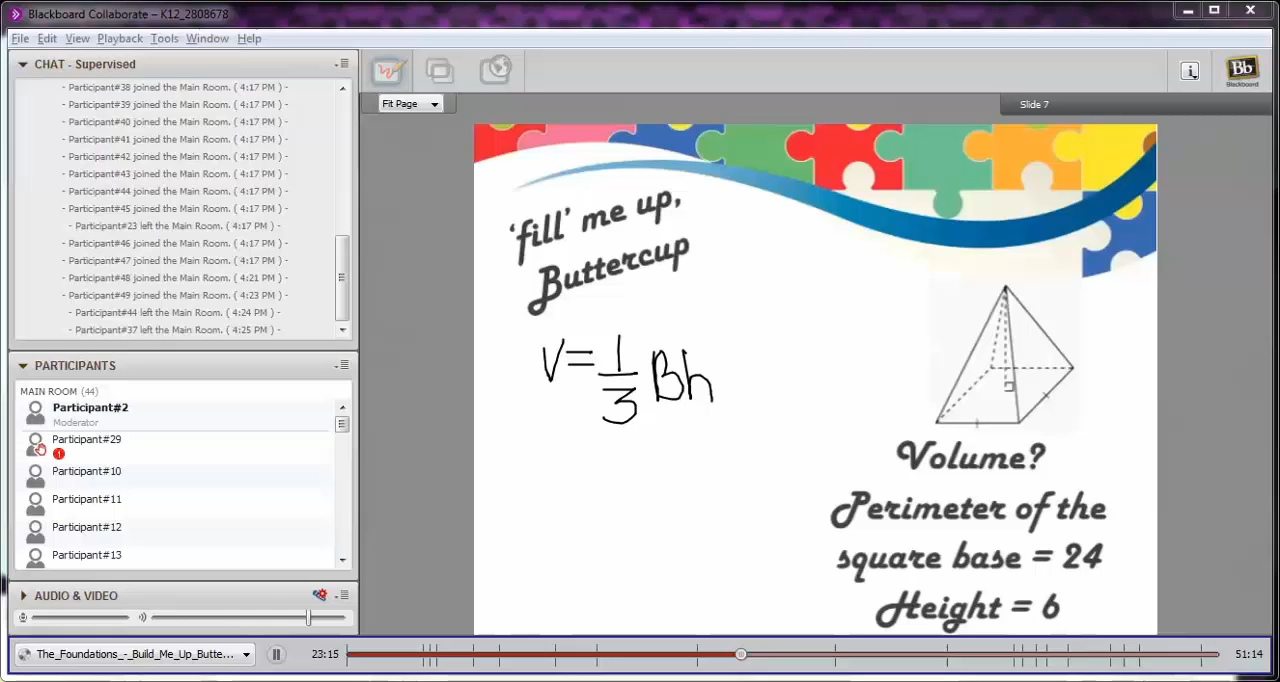 Blackboard Collaborate – K12_2808678
File Edit View Playback Tools Window Help
CHAT - Supervised
- Participant#38 joined the Main Room. ( 4:17 PM ) -
- Participant#39 joined the Main Room. ( 4:17 PM ) -
- Participant#40 joined the Main Room. ( 4:17 PM ) -
- Participant#41 joined the Main Room. ( 4:17 PM ) -
- Participant#42 joined the Main Room. ( 4:17 PM ) -
- Participant#43 joined the Main Room. ( 4:17 PM ) -
- Participant#44 joined the Main Room. ( 4:17 PM ) -
- Participant#45 joined the Main Room. ( 4:17 PM ) -
- Participant#23 left the Main Room. ( 4:17 PM ) -
- Participant#46 joined the Main Room. ( 4:17 PM ) -
- Participant#47 joined the Main Room. ( 4:17 PM ) -
- Participant#48 joined the Main Room. ( 4:21 PM ) -
- Participant#49 joined the Main Room. ( 4:23 PM ) -
- Participant#44 left the Main Room. ( 4:24 PM ) -
- Participant#37 left the Main Room. ( 4:25 PM ) -
PARTICIPANTS
MAIN ROOM (44)
Participant#2
Moderator
Participant#29
1
Participant#10
Participant#11
Participant#12
Participant#13
AUDIO & VIDEO
Fit Page
Slide 7
Bb
Blackboard
'fill' me up,
Buttercup
V = 1/3 Bh
Volume?
Perimeter of the
square base = 24
Height = 6
The_Foundations_-_Build_Me_Up_Butte...
23:15
51:14